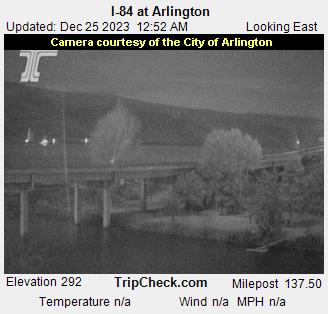 I-84 at Arlington
Updated: Dec 25 2023 12:52 AM Looking East
Camera courtesy of the City of Arlington
Elevation 292 TripCheck.com Milepost 137.50
Temperature n/a Wind n/a MPH n/a